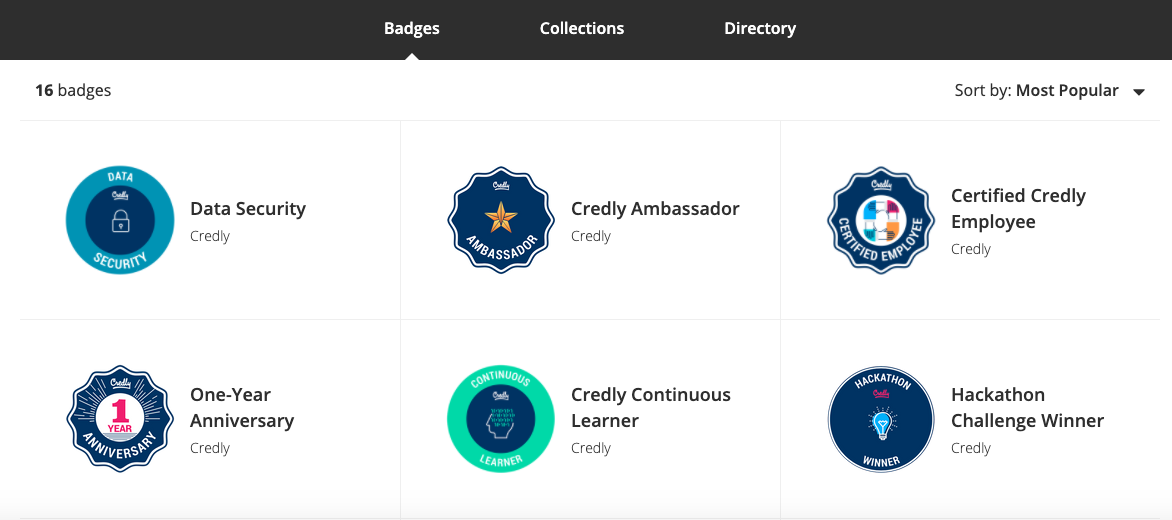 Badges Collections Directory
16 badges Sort by: Most Popular
DATA
Credly
SECURITY
Data Security
Credly
Credly
AMBASSADOR
Credly Ambassador
Credly
Credly
CERTIFIED EMPLOYEE
Certified Credly
Employee
Credly
Credly
1
YEAR
ANNIVERSARY
One-Year
Anniversary
Credly
CONTINUOUS
Credly
LEARNER
Credly Continuous
Learner
Credly
HACKATHON
Credly
WINNER
Hackathon
Challenge Winner
Credly